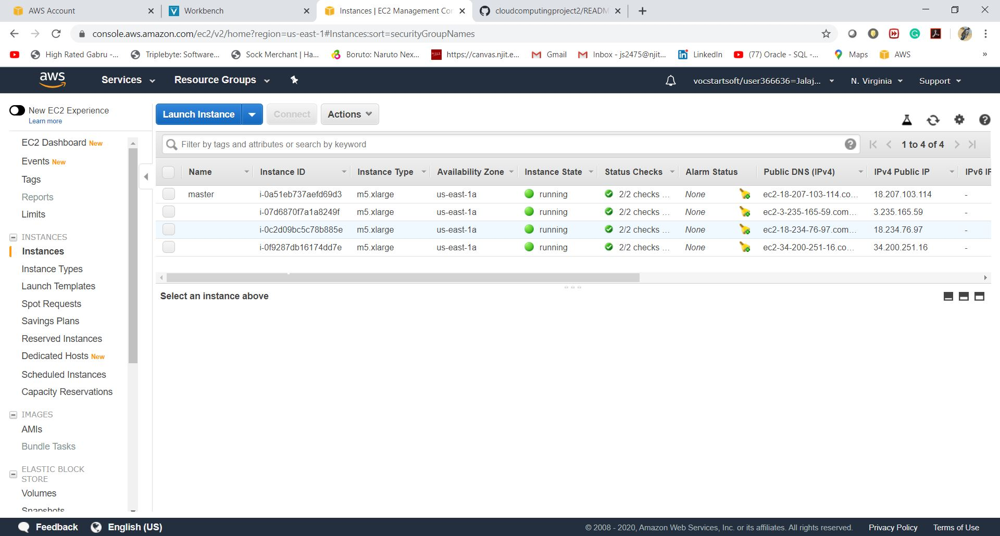 AWS Account
Workbench
Instances | EC2 Management Con
cloudcomputingproject2/READM
console.aws.amazon.com/ec2/v2/home?region=us-east-1#Instances:sort=securityGroupNames
High Rated Gabru -...
Triplebyte: Software...
Sock Merchant | Ha...
Boruto: Naruto Nex...
https://canvas.njit.e...
Gmail
Inbox - js2475@njit...
LinkedIn
(77) Oracle - SQL -...
Maps
AWS
»
aws
Services
Resource Groups
vocstartsoft/user366636=Jalaj...
N. Virginia
Support
New EC2 Experience
Learn more
EC2 Dashboard New
Events New
Tags
Reports
Limits
INSTANCES
Instances
Instance Types
Launch Templates
Spot Requests
Savings Plans
Reserved Instances
Dedicated Hosts New
Scheduled Instances
Capacity Reservations
IMAGES
AMIs
Bundle Tasks
ELASTIC BLOCK
STORE
Volumes
Snapshots
Launch Instance
Connect
Actions
Filter by tags and attributes or search by keyword
1 to 4 of 4
Name Instance ID Instance Type Availability Zone Instance State Status Checks Alarm Status Public DNS (IPv4) IPv4 Public IP IPv6 IP
master i-0a51eb737aefd69d3 m5.xlarge us-east-1a running 2/2 checks ... None ec2-18-207-103-114.co... 18.207.103.114 -
i-07d6870f7a1a8249f m5.xlarge us-east-1a running 2/2 checks ... None ec2-3-235-165-59.com... 3.235.165.59 -
i-0c2d09bc5c78b885e m5.xlarge us-east-1a running 2/2 checks ... None ec2-18-234-76-97.com... 18.234.76.97 -
i-0f9287db16174dd7e m5.xlarge us-east-1a running 2/2 checks ... None ec2-34-200-251-16.co... 34.200.251.16 -
Select an instance above
Feedback
English (US)
© 2008 - 2020, Amazon Web Services, Inc. or its affiliates. All rights reserved.
Privacy Policy
Terms of Use